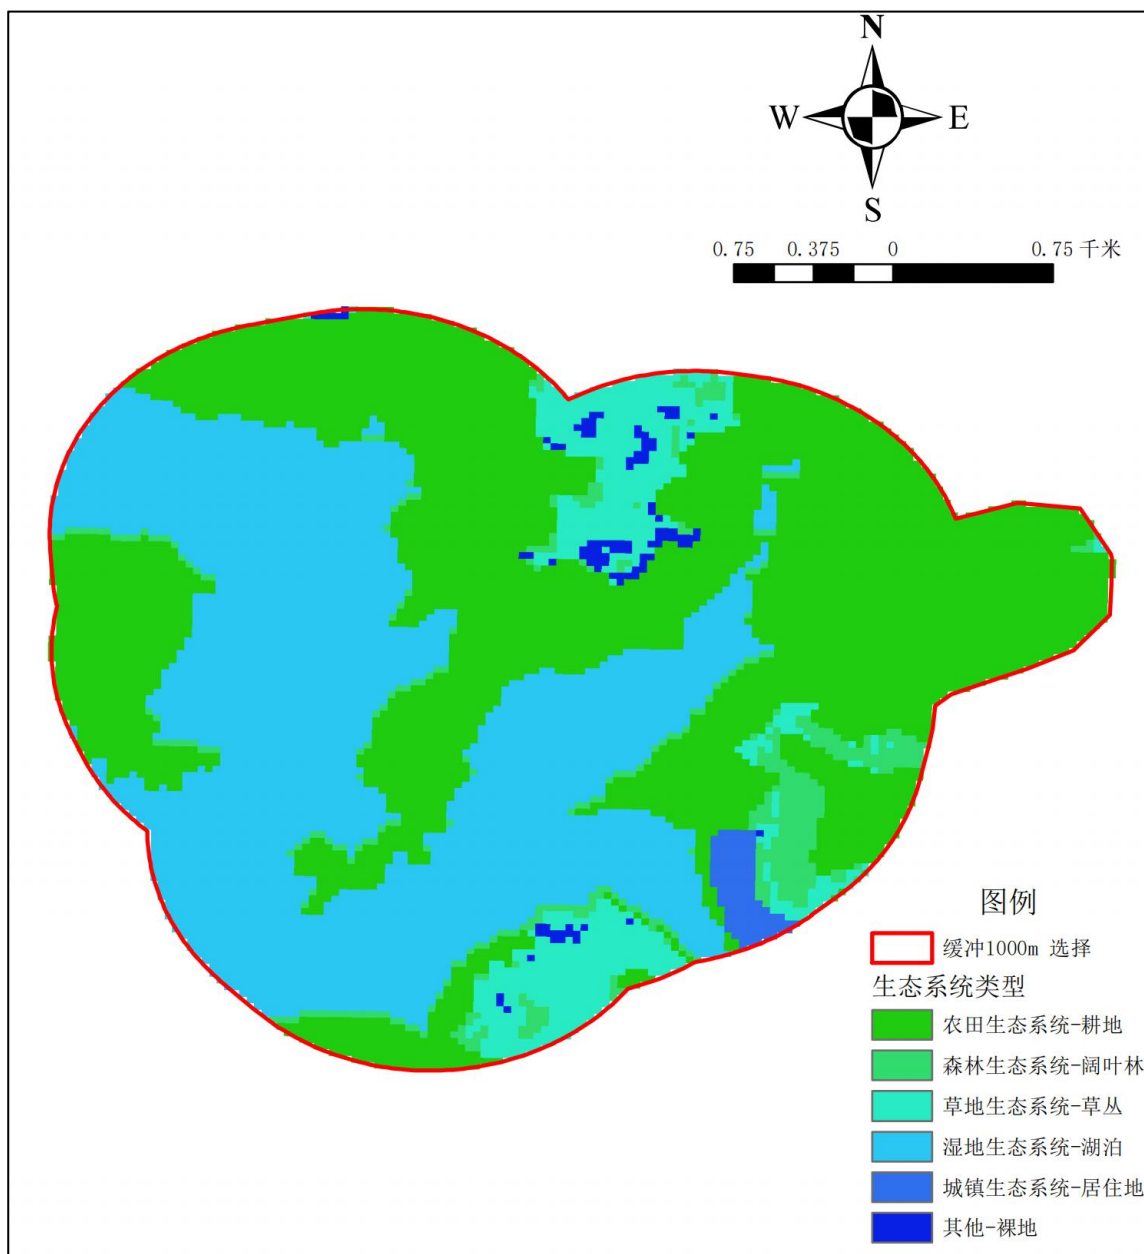 N
W E
S
0.75 0.375 0 0.75 千米
图例
缓冲1000m 选择
生态系统类型
农田生态系统-耕地
森林生态系统-阔叶林
草地生态系统-草丛
湿地生态系统-湖泊
城镇生态系统-居住地
其他-裸地